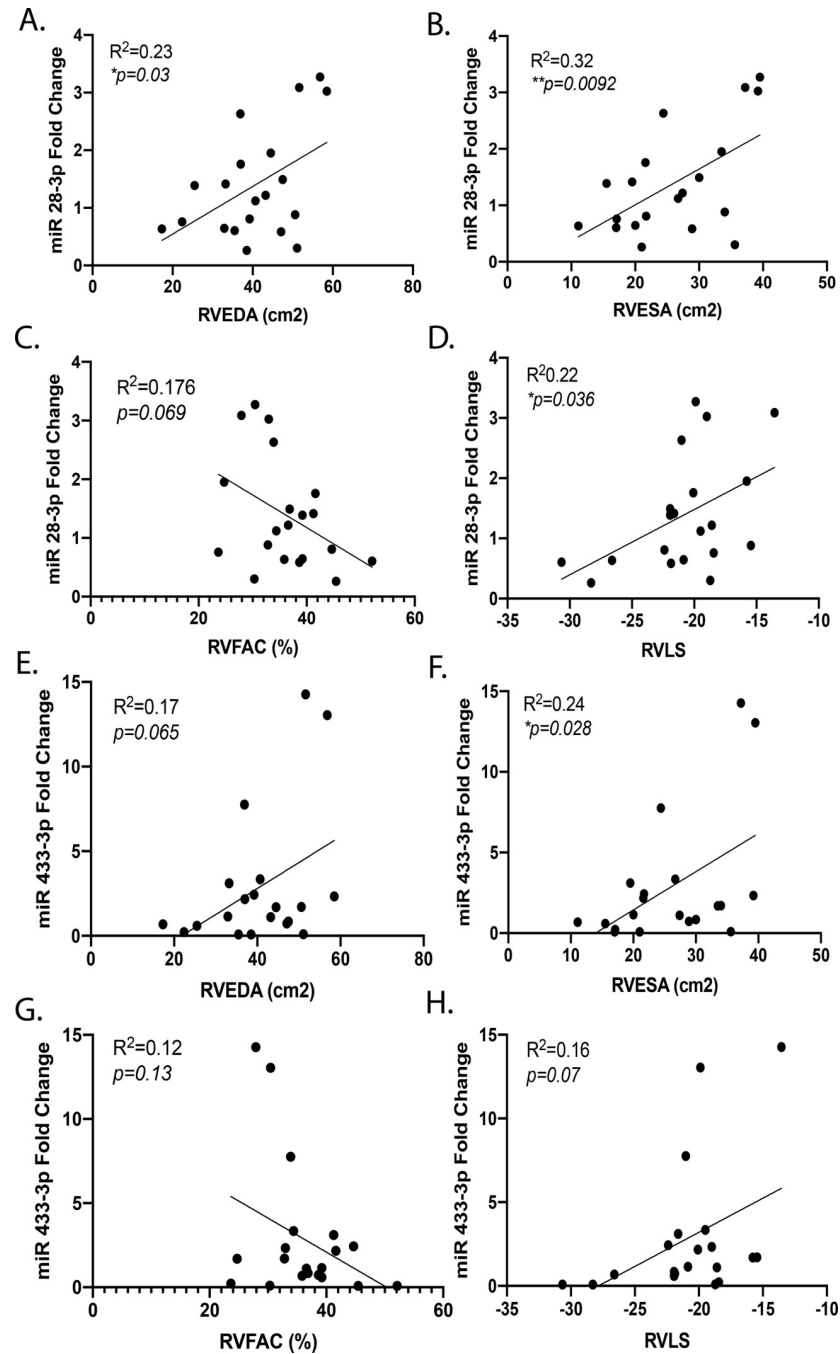 A.
R²=0.23
*p=0.03
miR 28-3p Fold Change
4
3
2
1
0
0 20 40 60 80
RVEDA (cm2)
B.
R²=0.32
**p=0.0092
miR 28-3p Fold Change
4
3
2
1
0
0 10 20 30 40 50
RVESA (cm2)
C.
R²=0.176
p=0.069
miR 28-3p Fold Change
4
3
2
1
0
0 20 40 60
RVFAC (%)
D.
R²0.22
*p=0.036
miR 28-3p Fold Change
4
3
2
1
0
-35 -30 -25 -20 -15 -10
RVLS
E.
R²=0.17
p=0.065
miR 433-3p Fold Change
15
10
5
0
0 20 40 60 80
RVEDA (cm2)
F.
R²=0.24
*p=0.028
miR 433-3p Fold Change
15
10
5
0
0 10 20 30 40 50
RVESA (cm2)
G.
R²=0.12
p=0.13
miR 433-3p Fold Change
15
10
5
0
0 20 40 60
RVFAC (%)
H.
R²=0.16
p=0.07
miR 433-3p Fold Change
15
10
5
0
-35 -30 -25 -20 -15 -10
RVLS